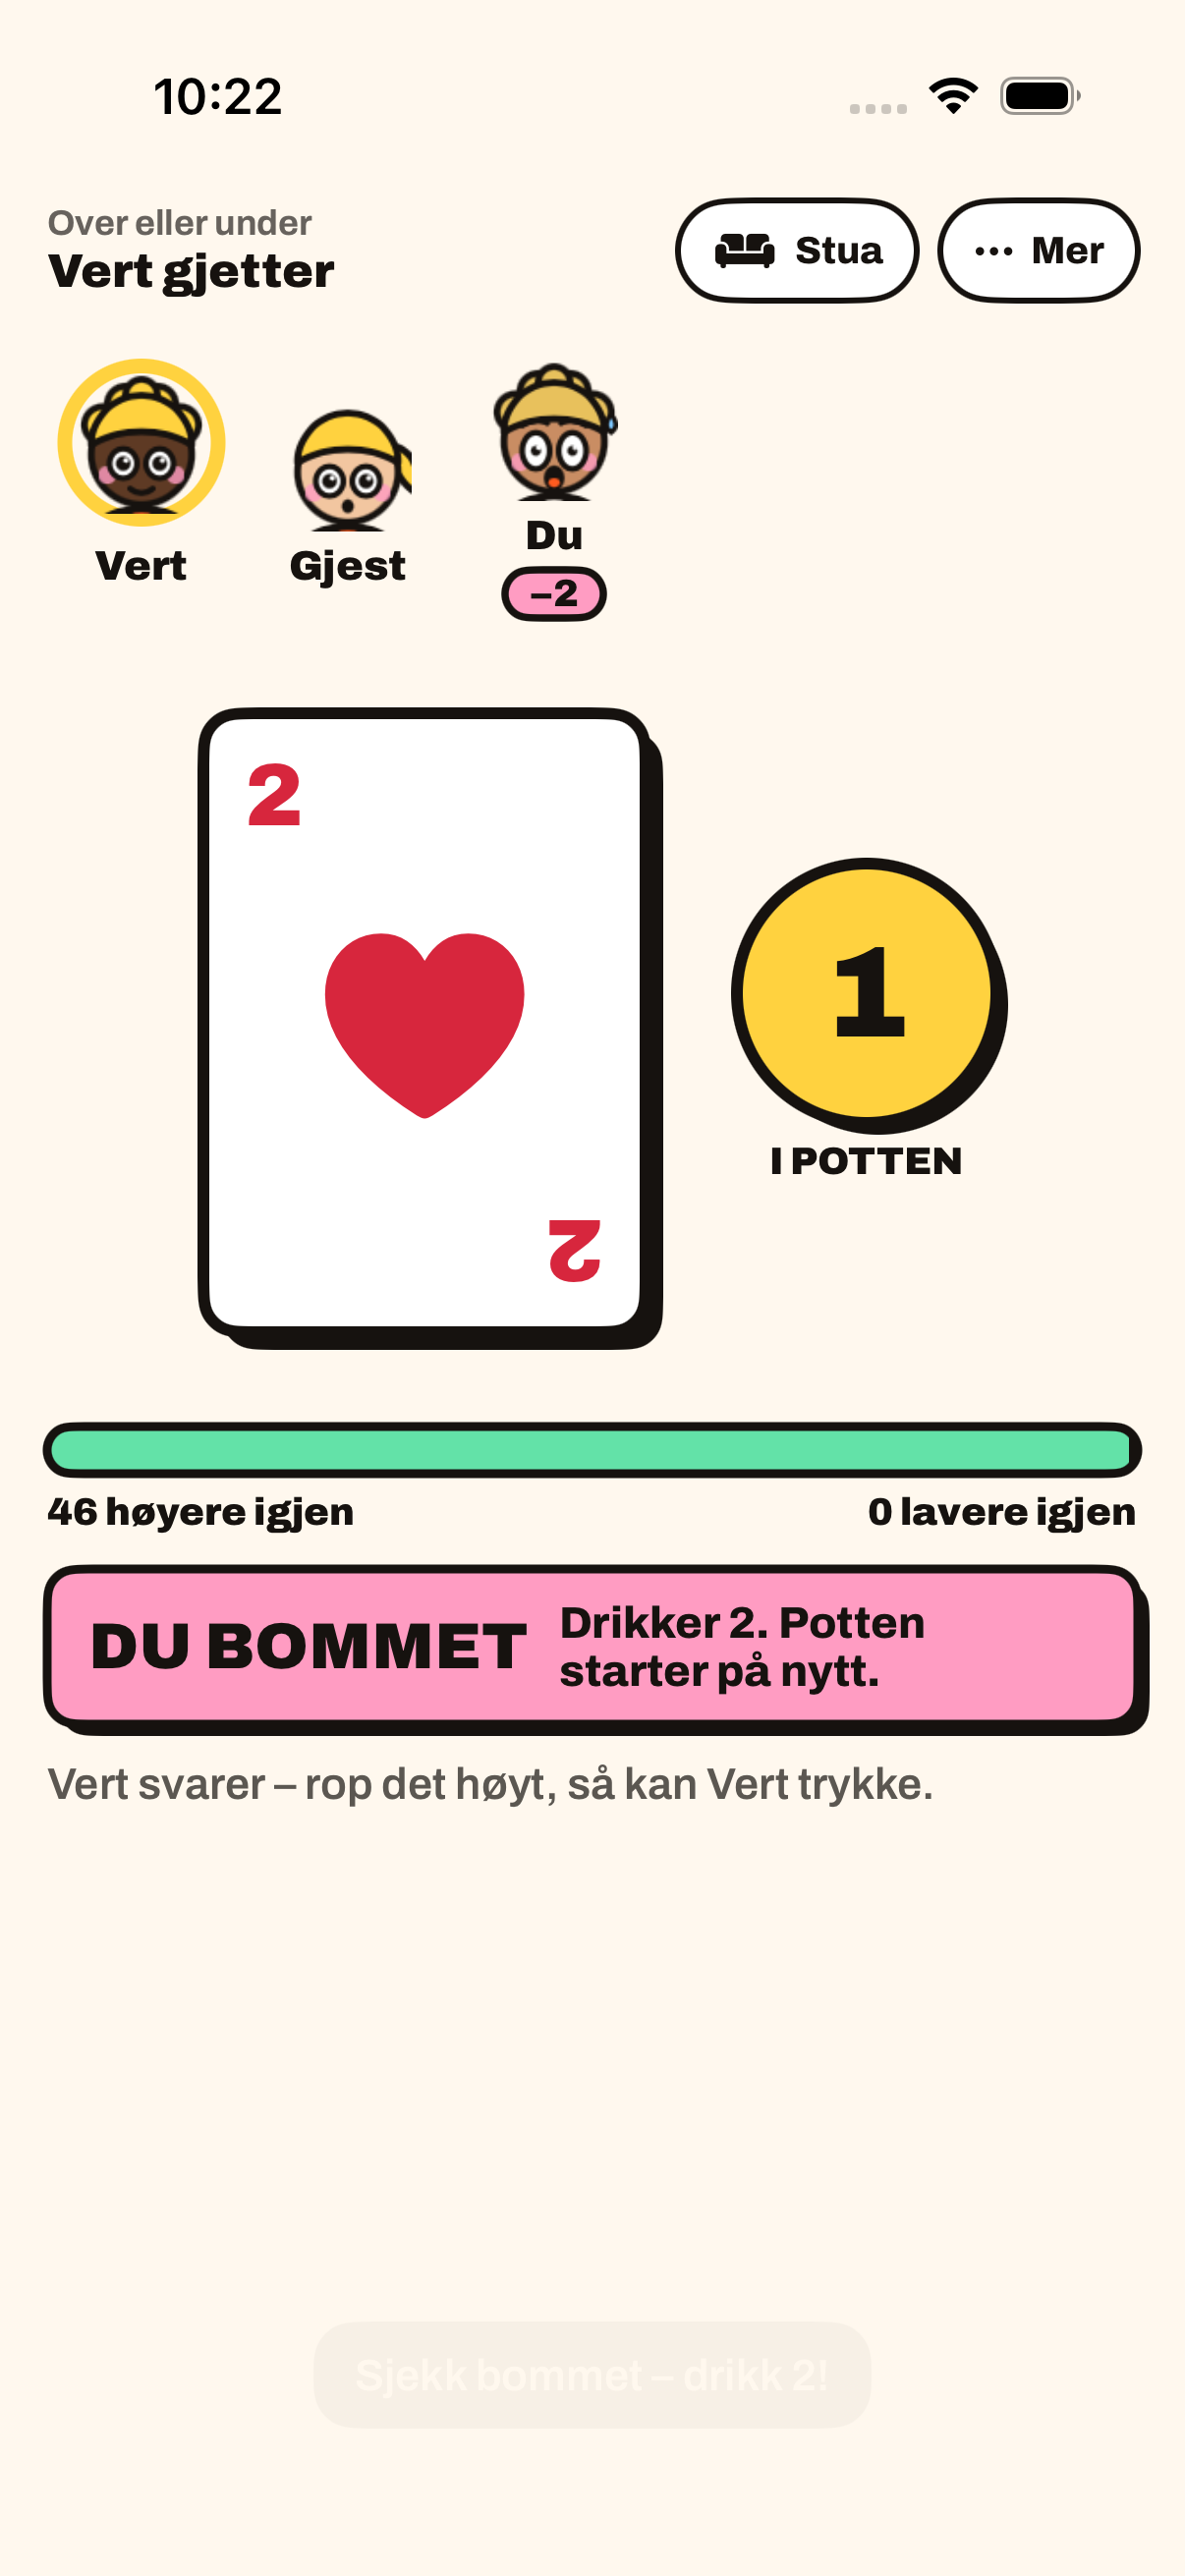 10:22
Over eller under
Vert gjetter
Stua
Mer
Vert
Gjest
Du
–2
2
1
I POTTEN
2
46 høyere igjen
0 lavere igjen
DU BOMMET
Drikker 2. Potten
starter på nytt.
Vert svarer – rop det høyt, så kan Vert trykke.
Sjekk bommet – drikk 2!